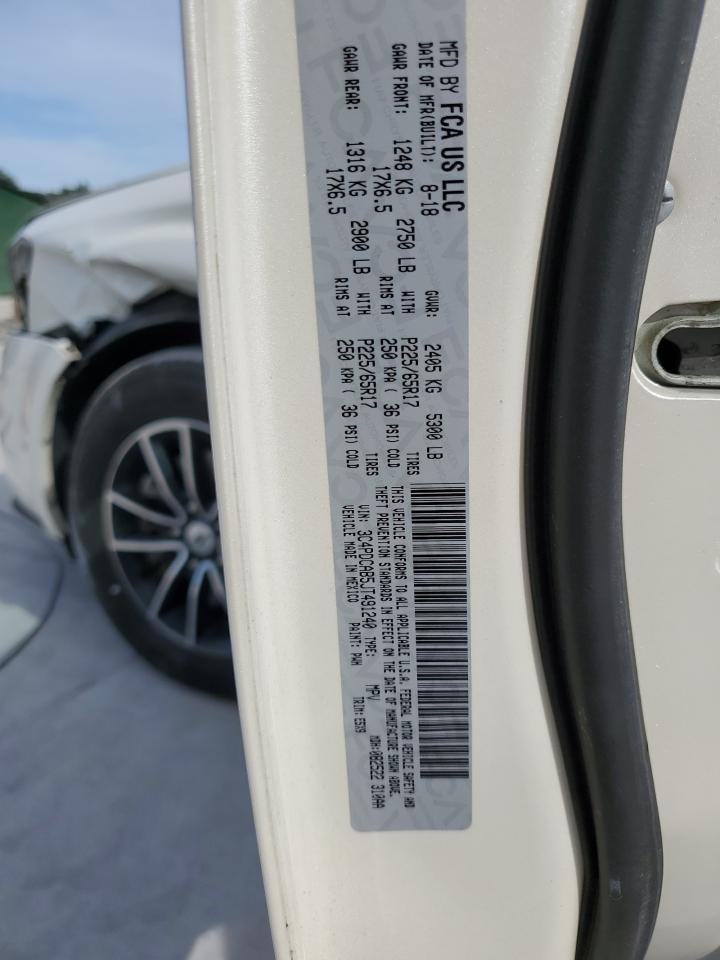 MFD BY FCA US LLC
DATE OF MFR(BUILT): 8-18 GVWR: 2405 KG 5300 LB
GAWR FRONT: 1248 KG 2750 LB WITH P225/65R17 TIRES
17X6.5 RIMS AT 250 KPA ( 36 PSI) COLD
GAWR REAR: 1316 KG 2900 LB WITH P225/65R17 TIRES
17X6.5 RIMS AT 250 KPA ( 36 PSI) COLD
THIS VEHICLE CONFORMS TO ALL APPLICABLE U.S.A. FEDERAL MOTOR VEHICLE SAFETY AND
THEFT PREVENTION STANDARDS IN EFFECT ON THE DATE OF MANUFACTURE SHOWN ABOVE.
VIN: 3C4PDCAB5JT491240 TYPE: MPV MDH:082522 310AA
VEHICLE MADE IN MEXICO PAINT: PWH TRIM: E5X9